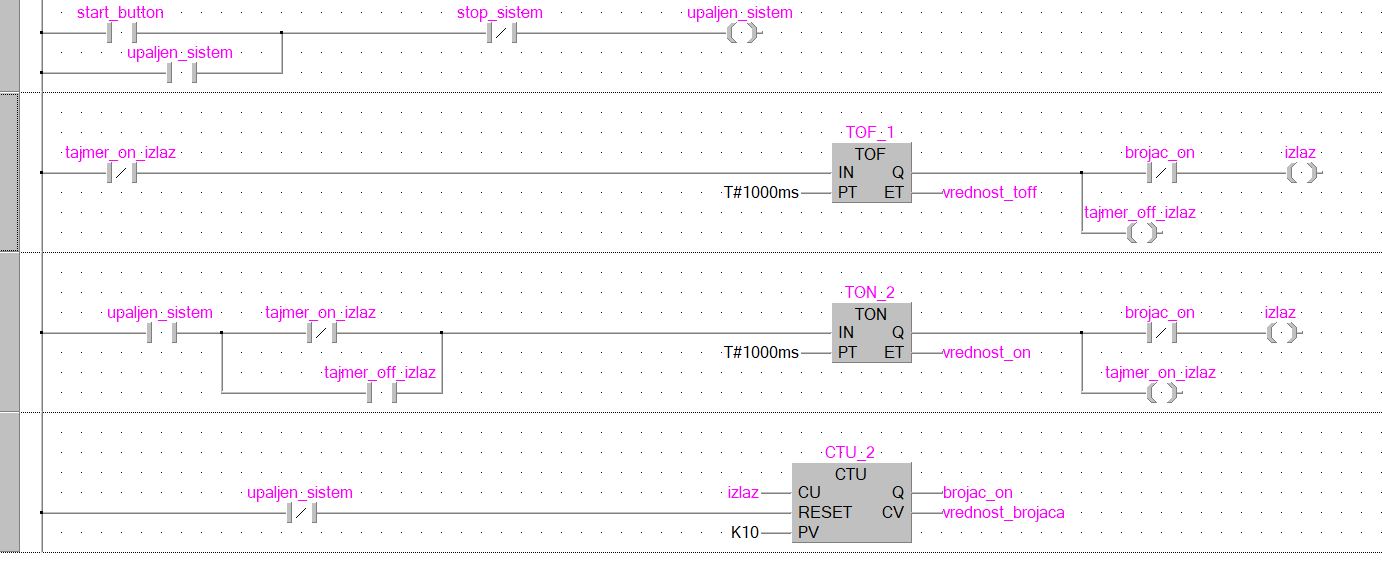 start_button stop_sistem upaljen_sistem
upaljen_sistem
TOF_1
tajmer_on_izlaz TOF brojac_on izlaz
IN Q
T#1000ms PT ET vrednost_toff
tajmer_off_izlaz
TON_2
upaljen_sistem tajmer_on_izlaz TON brojac_on izlaz
IN Q
T#1000ms PT ET vrednost_on
tajmer_off_izlaz tajmer_on_izlaz
CTU_2
CTU
upaljen_sistem izlaz CU Q brojac_on
RESET CV vrednost_brojaca
K10 PV